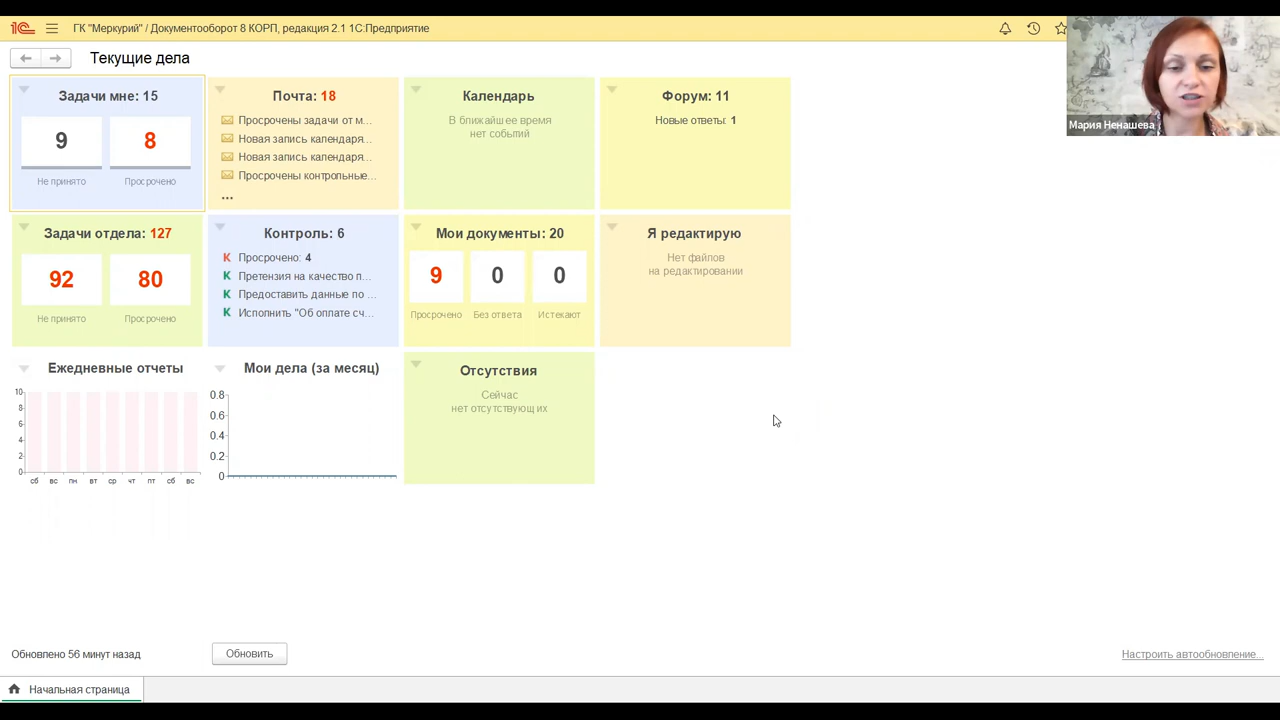 1С ГК "Меркурий" / Документооборот 8 КОРП, редакция 2.1 1С:Предприятие
Мария Ненашева
Текущие дела
Задачи мне: 15
9
8
Не принято
Просрочено
Почта: 18
Просрочены задачи от м...
Новая запись календаря...
Новая запись календаря...
Просрочены контрольные...
...
Календарь
В ближайшее время
нет событий
Форум: 11
Новые ответы: 1
Задачи отдела: 127
92
80
Не принято
Просрочено
Контроль: 6
К Просрочено: 4
К Претензия на качество п...
К Предоставить данные по ...
К Исполнить "Об оплате сч...
Мои документы: 20
9
0
0
Просрочено
Без ответа
Истекают
Я редактирую
Нет файлов
на редактировании
Ежедневные отчеты
10
8
6
4
2
0
сб вс пн вт ср чт пт сб вс
Мои дела (за месяц)
0.8
0.6
0.4
0.2
0
Отсутствия
Сейчас
нет отсутствующих
Обновлено 56 минут назад
Обновить
Настроить автообновление...
Начальная страница